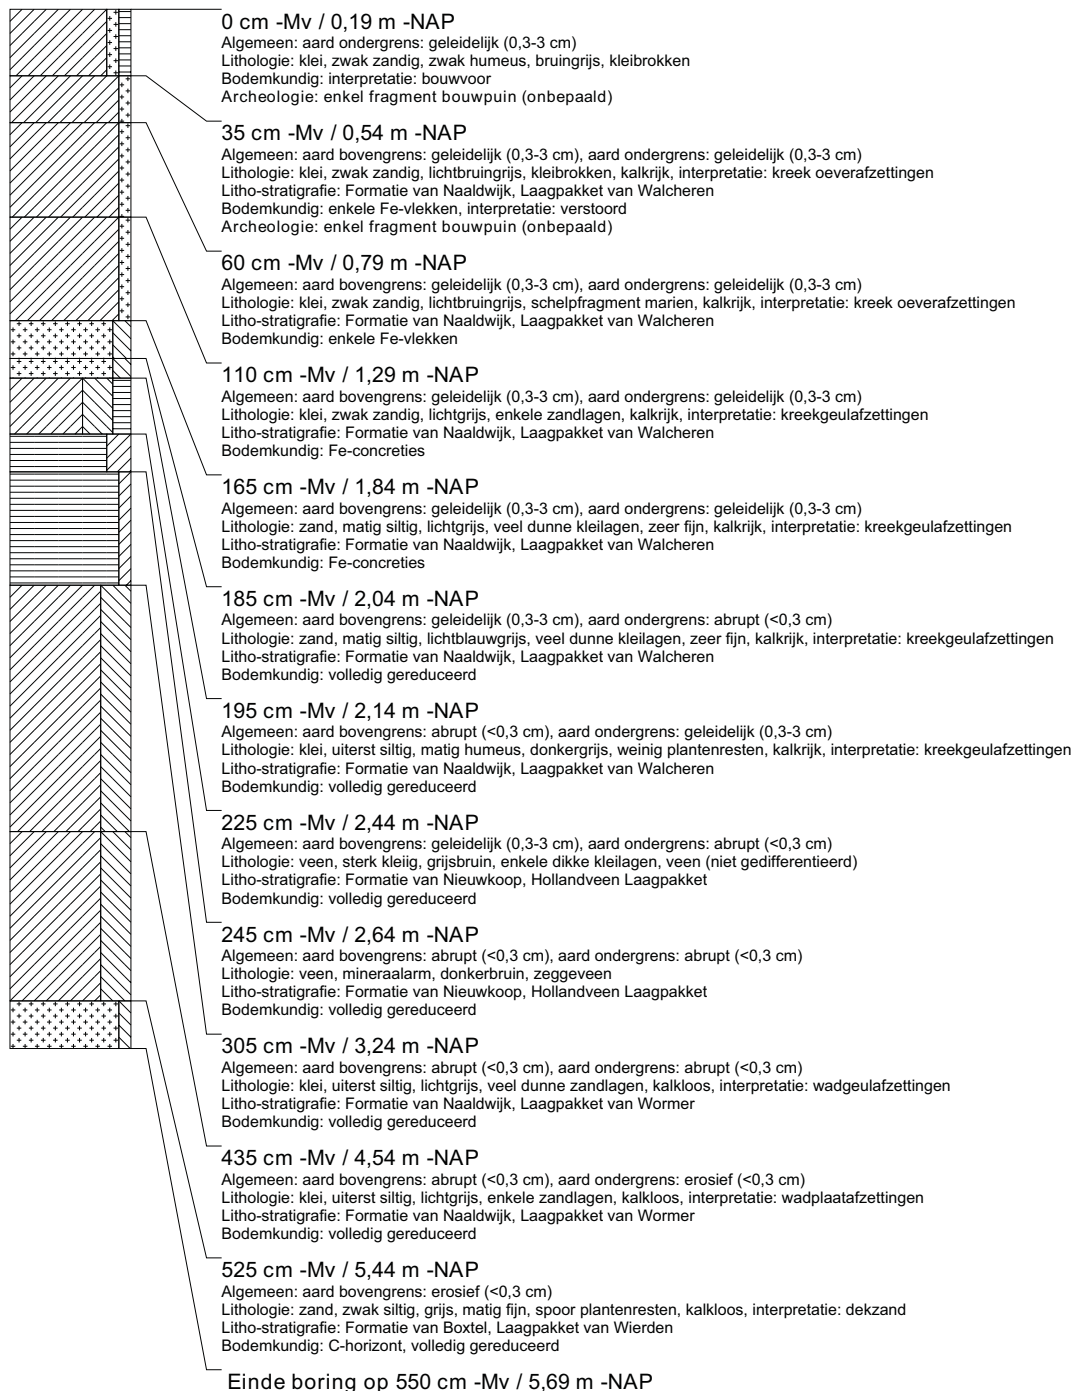 0 cm -Mv / 0,19 m -NAP
Algemeen: aard ondergrens: geleidelijk (0,3-3 cm)
Lithologie: klei, zwak zandig, zwak humeus, bruingrijs, kleibrokken
Bodemkundig: interpretatie: bouwvoor
Archeologie: enkel fragment bouwpuin (onbepaald)
35 cm -Mv / 0,54 m -NAP
Algemeen: aard bovengrens: geleidelijk (0,3-3 cm), aard ondergrens: geleidelijk (0,3-3 cm)
Lithologie: klei, zwak zandig, lichtbruingrijs, kleibrokken, kalkrijk, interpretatie: kreek oeverafzettingen
Litho-stratigrafie: Formatie van Naaldwijk, Laagpakket van Walcheren
Bodemkundig: enkele Fe-vlekken, interpretatie: verstoord
Archeologie: enkel fragment bouwpuin (onbepaald)
60 cm -Mv / 0,79 m -NAP
Algemeen: aard bovengrens: geleidelijk (0,3-3 cm), aard ondergrens: geleidelijk (0,3-3 cm)
Lithologie: klei, zwak zandig, lichtbruingrijs, schelpfragment marien, kalkrijk, interpretatie: kreek oeverafzettingen
Litho-stratigrafie: Formatie van Naaldwijk, Laagpakket van Walcheren
Bodemkundig: enkele Fe-vlekken
110 cm -Mv / 1,29 m -NAP
Algemeen: aard bovengrens: geleidelijk (0,3-3 cm), aard ondergrens: geleidelijk (0,3-3 cm)
Lithologie: klei, zwak zandig, lichtgrijs, enkele zandlagen, kalkrijk, interpretatie: kreekgeulafzettingen
Litho-stratigrafie: Formatie van Naaldwijk, Laagpakket van Walcheren
Bodemkundig: Fe-concreties
165 cm -Mv / 1,84 m -NAP
Algemeen: aard bovengrens: geleidelijk (0,3-3 cm), aard ondergrens: geleidelijk (0,3-3 cm)
Lithologie: zand, matig siltig, lichtgrijs, veel dunne kleilagen, zeer fijn, kalkrijk, interpretatie: kreekgeulafzettingen
Litho-stratigrafie: Formatie van Naaldwijk, Laagpakket van Walcheren
Bodemkundig: Fe-concreties
185 cm -Mv / 2,04 m -NAP
Algemeen: aard bovengrens: geleidelijk (0,3-3 cm), aard ondergrens: abrupt (<0,3 cm)
Lithologie: zand, matig siltig, lichtblauwgrijs, veel dunne kleilagen, zeer fijn, kalkrijk, interpretatie: kreekgeulafzettingen
Litho-stratigrafie: Formatie van Naaldwijk, Laagpakket van Walcheren
Bodemkundig: volledig gereduceerd
195 cm -Mv / 2,14 m -NAP
Algemeen: aard bovengrens: abrupt (<0,3 cm), aard ondergrens: geleidelijk (0,3-3 cm)
Lithologie: klei, uiterst siltig, matig humeus, donkergrijs, weinig plantenresten, kalkrijk, interpretatie: kreekgeulafzettingen
Litho-stratigrafie: Formatie van Naaldwijk, Laagpakket van Walcheren
Bodemkundig: volledig gereduceerd
225 cm -Mv / 2,44 m -NAP
Algemeen: aard bovengrens: geleidelijk (0,3-3 cm), aard ondergrens: abrupt (<0,3 cm)
Lithologie: veen, sterk kleiig, grijsbruin, enkele dikke kleilagen, veen (niet gedifferentieerd)
Litho-stratigrafie: Formatie van Nieuwkoop, Hollandveen Laagpakket
Bodemkundig: volledig gereduceerd
245 cm -Mv / 2,64 m -NAP
Algemeen: aard bovengrens: abrupt (<0,3 cm), aard ondergrens: abrupt (<0,3 cm)
Lithologie: veen, mineraalarm, donkerbruin, zeggeveen
Litho-stratigrafie: Formatie van Nieuwkoop, Hollandveen Laagpakket
Bodemkundig: volledig gereduceerd
305 cm -Mv / 3,24 m -NAP
Algemeen: aard bovengrens: abrupt (<0,3 cm), aard ondergrens: abrupt (<0,3 cm)
Lithologie: klei, uiterst siltig, lichtgrijs, veel dunne zandlagen, kalkloos, interpretatie: wadgeulafzettingen
Litho-stratigrafie: Formatie van Naaldwijk, Laagpakket van Wormer
Bodemkundig: volledig gereduceerd
435 cm -Mv / 4,54 m -NAP
Algemeen: aard bovengrens: abrupt (<0,3 cm), aard ondergrens: erosief (<0,3 cm)
Lithologie: klei, uiterst siltig, lichtgrijs, enkele zandlagen, kalkloos, interpretatie: wadplaatafzettingen
Litho-stratigrafie: Formatie van Naaldwijk, Laagpakket van Wormer
Bodemkundig: volledig gereduceerd
525 cm -Mv / 5,44 m -NAP
Algemeen: aard bovengrens: erosief (<0,3 cm)
Lithologie: zand, zwak siltig, grijs, matig fijn, spoor plantenresten, kalkloos, interpretatie: dekzand
Litho-stratigrafie: Formatie van Boxtel, Laagpakket van Wierden
Bodemkundig: C-horizont, volledig gereduceerd
Einde boring op 550 cm -Mv / 5,69 m -NAP